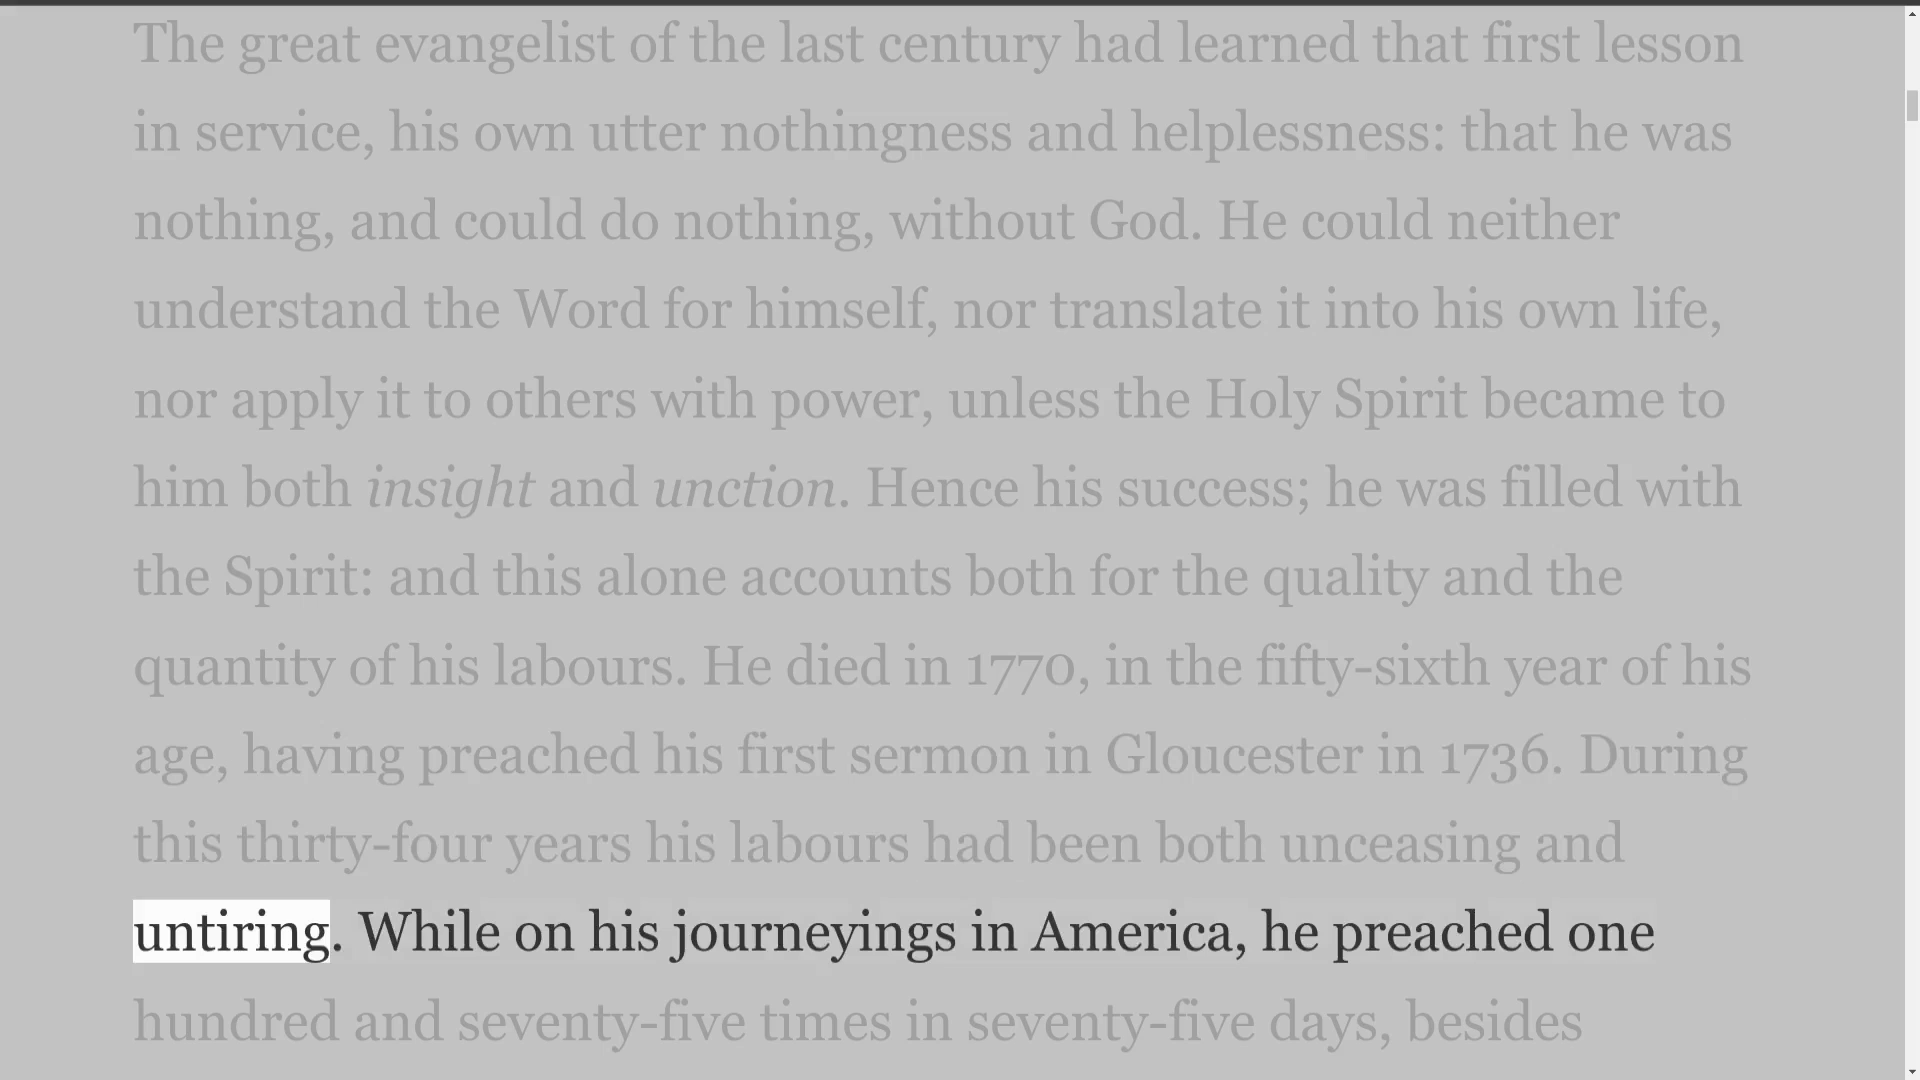 The great evangelist of the last century had learned that first lesson
in service, his own utter nothingness and helplessness: that he was
nothing, and could do nothing, without God. He could neither
understand the Word for himself, nor translate it into his own life,
nor apply it to others with power, unless the Holy Spirit became to
him both insight and unction. Hence his success; he was filled with
the Spirit: and this alone accounts both for the quality and the
quantity of his labours. He died in 1770, in the fifty-sixth year of his
age, having preached his first sermon in Gloucester in 1736. During
this thirty-four years his labours had been both unceasing and
untiring. While on his journeyings in America, he preached one
hundred and seventy-five times in seventy-five days, besides